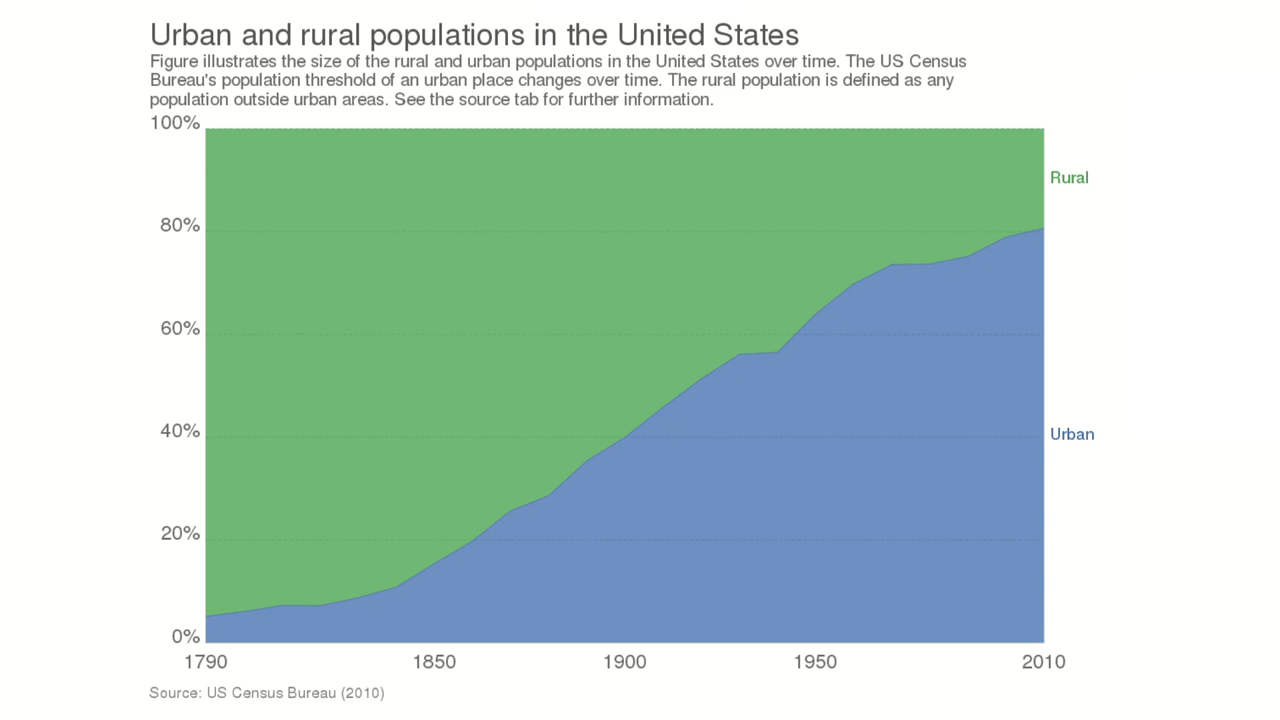 Urban and rural populations in the United States
Figure illustrates the size of the rural and urban populations in the United States over time. The US Census
Bureau's population threshold of an urban place changes over time. The rural population is defined as any
population outside urban areas. See the source tab for further information.
100%
Rural
80%
60%
40%
Urban
20%
0%
1790 1850 1900 1950 2010
Source: US Census Bureau (2010)